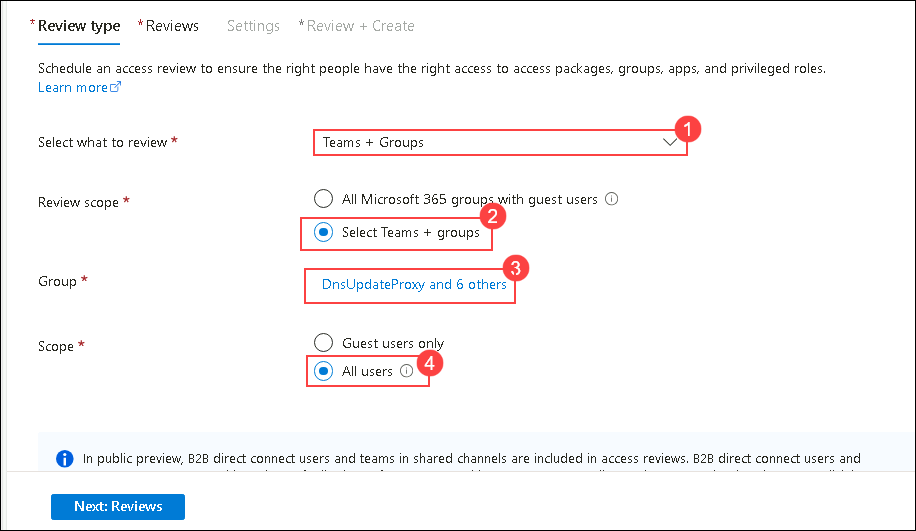 *Review type *Reviews Settings *Review + Create
Schedule an access review to ensure the right people have the right access to access packages, groups, apps, and privileged roles.
Learn more
1
Select what to review * Teams + Groups
Review scope * All Microsoft 365 groups with guest users
2
Select Teams + groups
3
Group * DnsUpdateProxy and 6 others
Scope * Guest users only
4
All users
In public preview, B2B direct connect users and teams in shared channels are included in access reviews. B2B direct connect users and
Next: Reviews